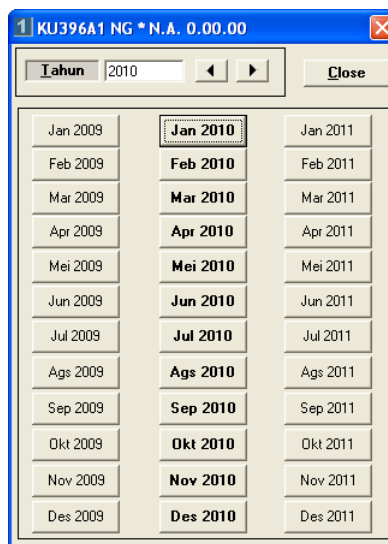 1 KU396A1 NG * N.A. 0.00.00
Tahun 2010 Close
Jan 2009 Jan 2010 Jan 2011
Feb 2009 Feb 2010 Feb 2011
Mar 2009 Mar 2010 Mar 2011
Apr 2009 Apr 2010 Apr 2011
Mei 2009 Mei 2010 Mei 2011
Jun 2009 Jun 2010 Jun 2011
Jul 2009 Jul 2010 Jul 2011
Ags 2009 Ags 2010 Ags 2011
Sep 2009 Sep 2010 Sep 2011
Okt 2009 Okt 2010 Okt 2011
Nov 2009 Nov 2010 Nov 2011
Des 2009 Des 2010 Des 2011